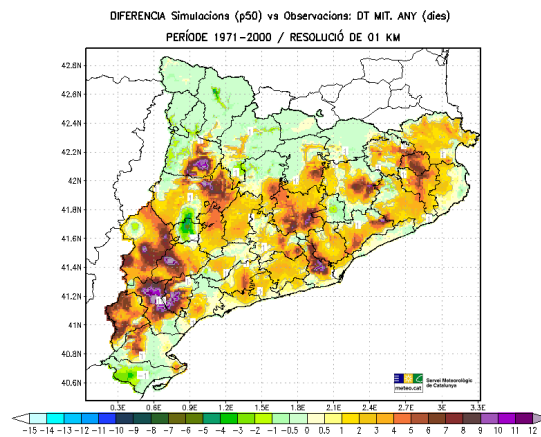 DIFERENCIA Simulacions (p50) vs Observacions: DT MIT. ANY (dies)
PERÍODE 1971-2000 / RESOLUCIÓ DE 01 KM
42.8N
42.6N
42.4N
42.2N
42N
41.8N
41.6N
41.4N
41.2N
41N
40.8N
40.6N
0.3E 0.6E 0.9E 1.2E 1.5E 1.8E 2.1E 2.4E 2.7E 3E 3.3E
meteo.cat
Servei Meteorològic
de Catalunya
-15 -14 -13 -12 -11 -10 -9 -8 -7 -6 -5 -4 -3 -2 -1 -0.5 0 0.5 1 2 3 4 5 6 7 8 9 10 11 12